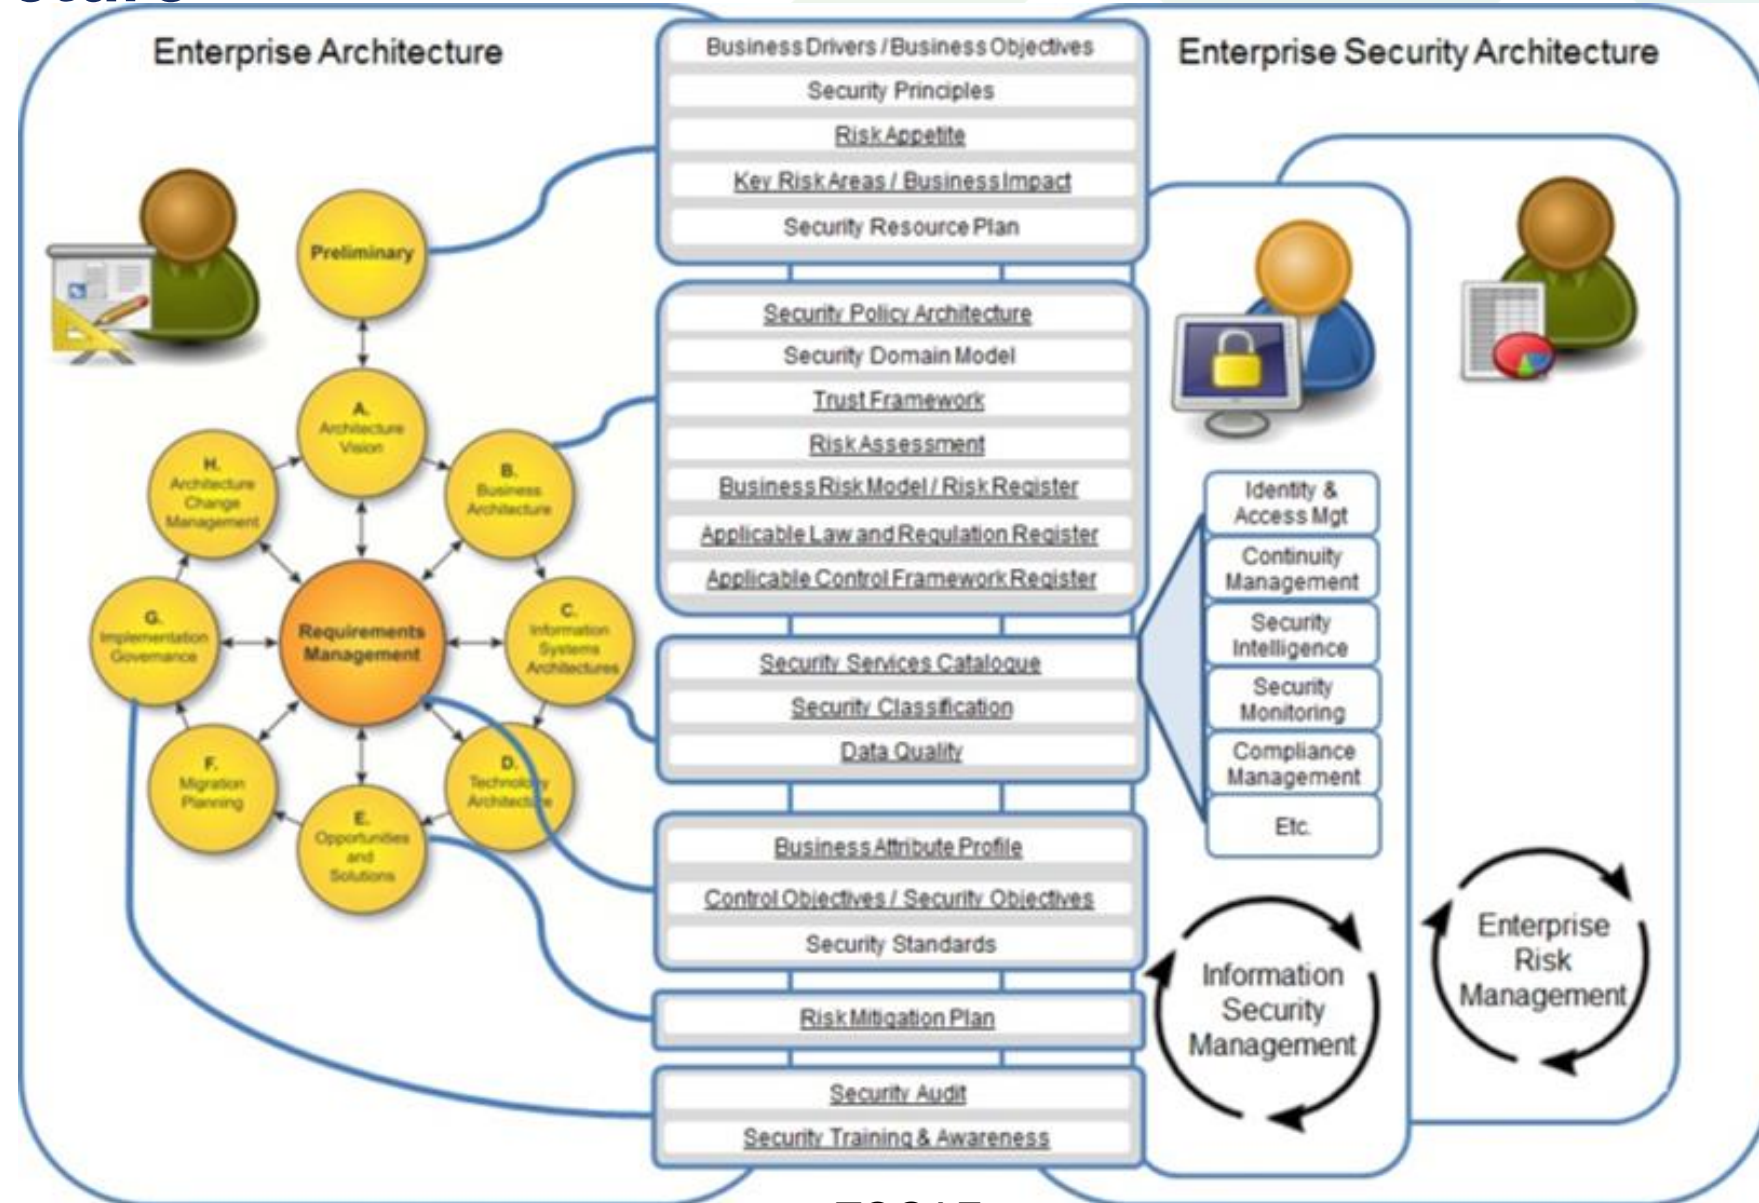 Enterprise Architecture
Enterprise Security Architecture
Business Drivers / Business Objectives
Security Principles
Risk Appetite
Key Risk Areas / Business Impact
Security Resource Plan
Security Policy Architecture
Security Domain Model
Trust Framework
Risk Assessment
Business Risk Model / Risk Register
Applicable Law and Regulation Register
Applicable Control Framework Register
Security Services Catalogue
Security Classification
Data Quality
Business Attribute Profile
Control Objectives / Security Objectives
Security Standards
Risk Mitigation Plan
Security Audit
Security Training & Awareness
Preliminary
A.
Architecture
Vision
B.
Business
Architecture
C.
Information
Systems
Architectures
D.
Technology
Architecture
E.
Opportunities
and
Solutions
F.
Migration
Planning
G.
Implementation
Governance
H.
Architecture
Change
Management
Requirements
Management
Identity &
Access Mgt
Continuity
Management
Security
Intelligence
Security
Monitoring
Compliance
Management
Etc.
Information
Security
Management
Enterprise
Risk
Management